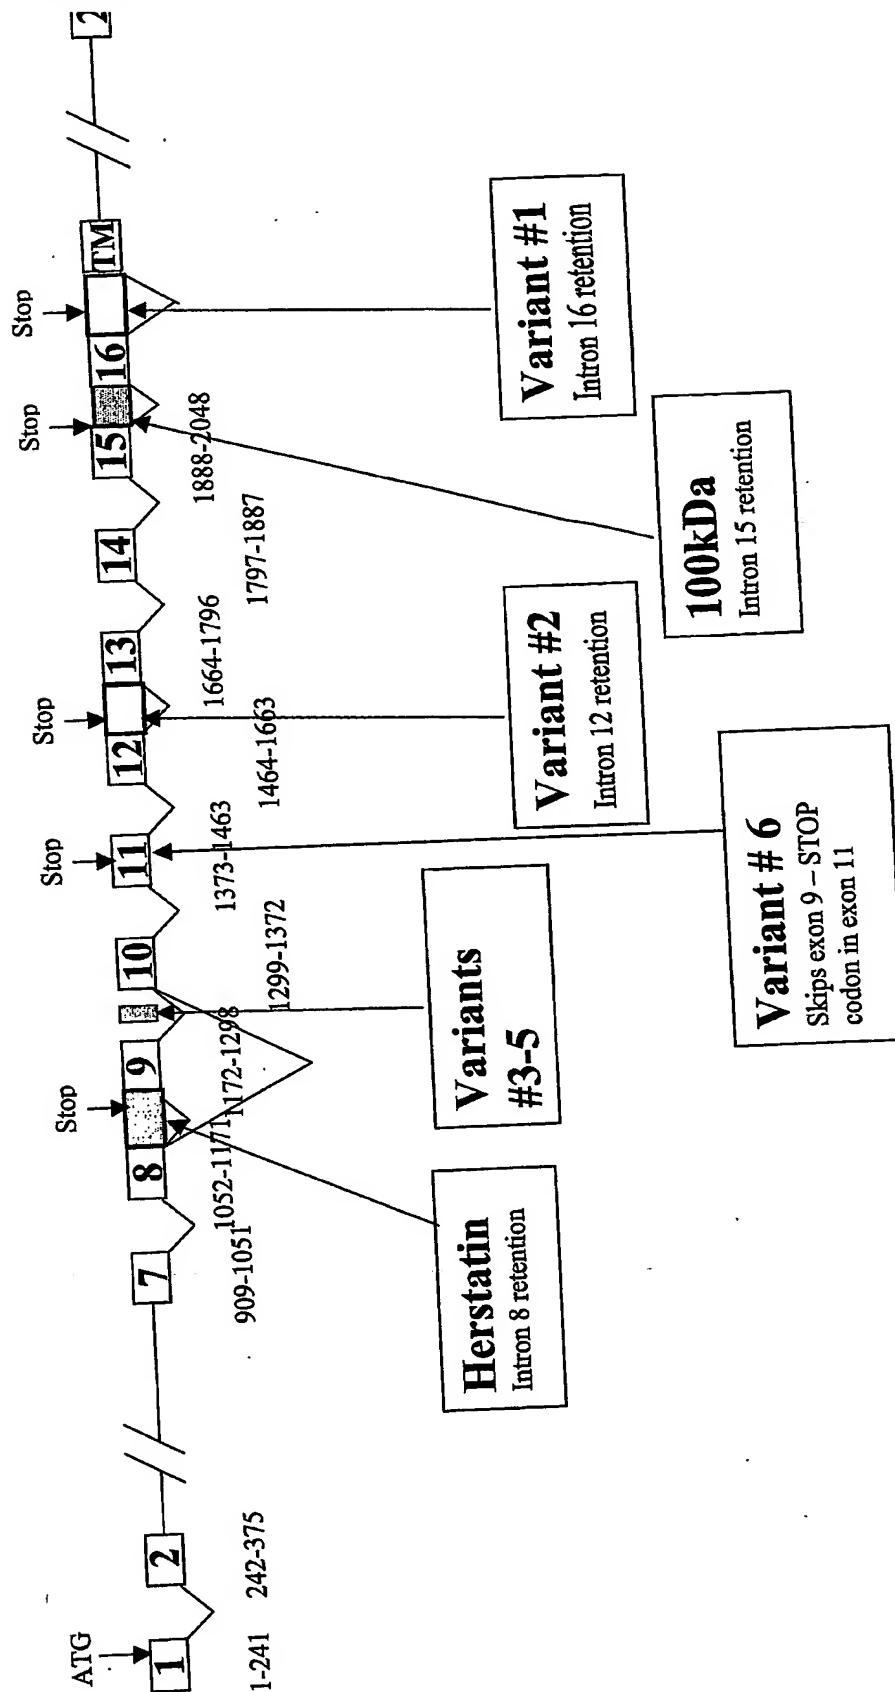 ATG
Stop
Stop
Stop
Stop
Stop
1
2
7
8
9
10
11
12
13
14
15
16
TM
2
1-241
242-375
909-1051
1052-1171
1172-1298
1299-1372
1373-1463
1464-1663
1664-1796
1797-1887
1888-2048
Herstatin
Intron 8 retention
Variants
#3-5
Variant # 6
Skips exon 9 – STOP
codon in exon 11
Variant #2
Intron 12 retention
100kDa
Intron 15 retention
Variant #1
Intron 16 retention